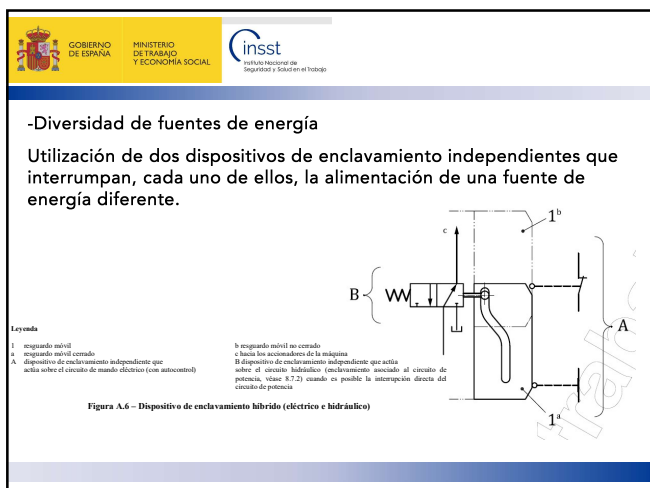 GOBIERNO
DE ESPAÑA
MINISTERIO
DE TRABAJO
Y ECONOMÍA SOCIAL
insst
Instituto Nacional de
Seguridad y Salud en el Trabajo
-Diversidad de fuentes de energía
Utilización de dos dispositivos de enclavamiento independientes que
interrumpan, cada uno de ellos, la alimentación de una fuente de
energía diferente.
1b
c
B
A
1a
Leyenda
1 resguardo móvil
a resguardo móvil cerrado
A dispositivo de enclavamiento independiente que
actúa sobre el circuito de mando eléctrico (con autocontrol)
b resguardo móvil no cerrado
c hacia los accionadores de la máquina
B dispositivo de enclavamiento independiente que actúa
sobre el circuito hidráulico (enclavamiento asociado al circuito de
potencia, véase 8.7.2) cuando es posible la interrupción directa del
circuito de potencia
Figura A.6 – Dispositivo de enclavamiento híbrido (eléctrico e hidráulico)